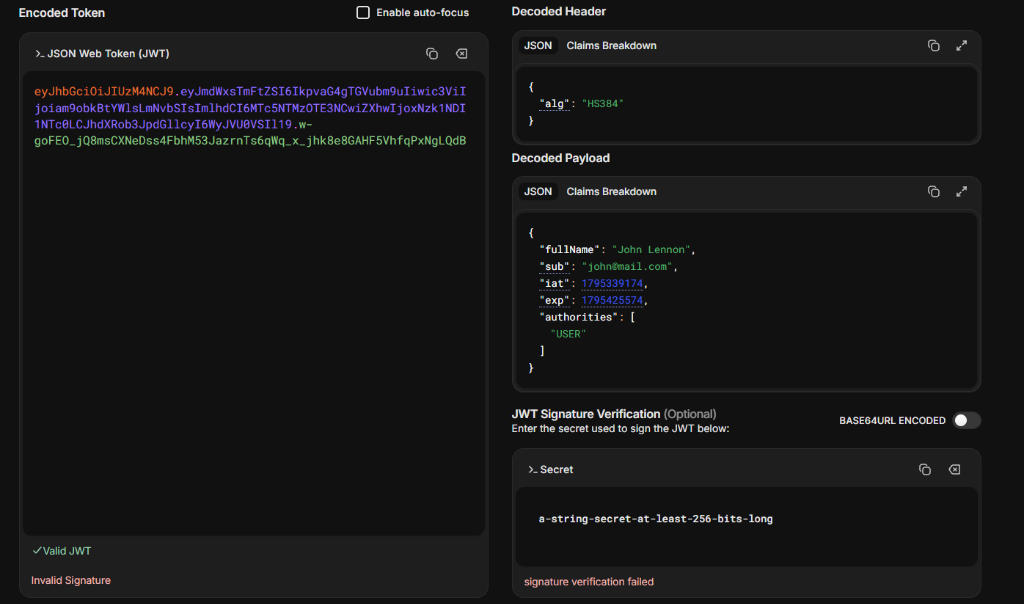 Encoded Token
Enable auto-focus
JSON Web Token (JWT)
eyJhbGciOiJIUzM4NCJ9.eyJmdWxsTmFtZSI6IkpvaG4gTGVubm9uIiwic3ViI
joiam9obkBtYWlsLmNvbSIsImlhdCI6MTc5NTMzOTE3NCwiZXhwIjoxNzk1NDI
1NTc0LCJhdXRob3JpdGllcyI6WyJVU0VSIl19.w-
goFEO_jQ8msCXNeDss4FbhM53JazrnTs6qWq_x_jhk8e8GAHF5VhfqPxNgLQdB
Valid JWT
Invalid Signature
Decoded Header
JSON Claims Breakdown
{
"alg": "HS384"
}
Decoded Payload
JSON Claims Breakdown
{
"fullName": "John Lennon",
"sub": "john@mail.com",
"iat": 1795339174,
"exp": 1795425574,
"authorities": [
"USER"
]
}
JWT Signature Verification (Optional)
Enter the secret used to sign the JWT below:
BASE64URL ENCODED
Secret
a-string-secret-at-least-256-bits-long
signature verification failed